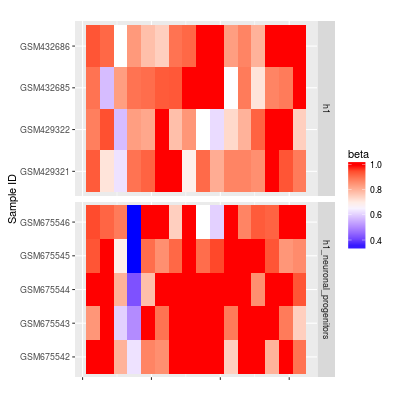 GSM432686
GSM432685
GSM429322
GSM429321
h1
GSM675546
GSM675545
GSM675544
GSM675543
GSM675542
h1_neuronal_progenitors
Sample ID
beta
1.0
0.8
0.6
0.4